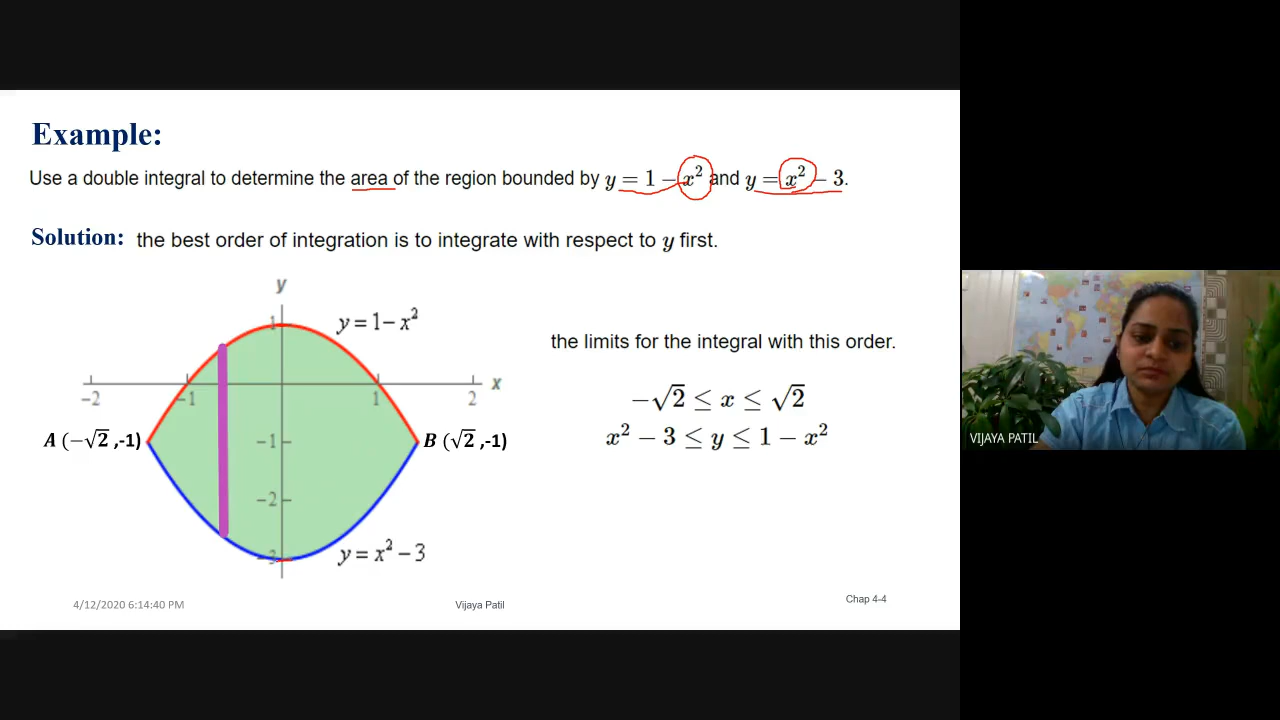 Example:
Use a double integral to determine the area of the region bounded by y = 1 − x² and y = x² − 3.
Solution: the best order of integration is to integrate with respect to y first.
y
1
y = 1− x²
the limits for the integral with this order.
−2
−1
1
2
x
−√2 ≤ x ≤ √2
x² − 3 ≤ y ≤ 1 − x²
A (−√2 ,-1)
−1
B (√2 ,-1)
VIJAYA PATIL
−2
−3
y = x² − 3
4/12/2020 6:14:40 PM
Vijaya Patil
Chap 4-4